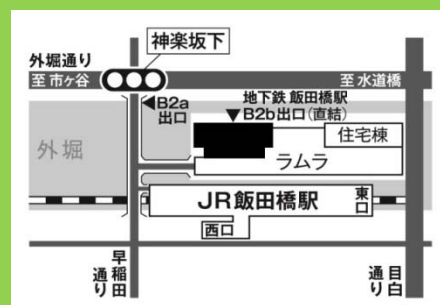 神楽坂下
外堀通り
至 市ヶ谷
至 水道橋
◀B2a
出口
地下鉄 飯田橋駅
▼B2b出口(直結)
住宅棟
外堀
ラムラ
JR飯田橋駅
東口
西口
早稲田通り
目白通り